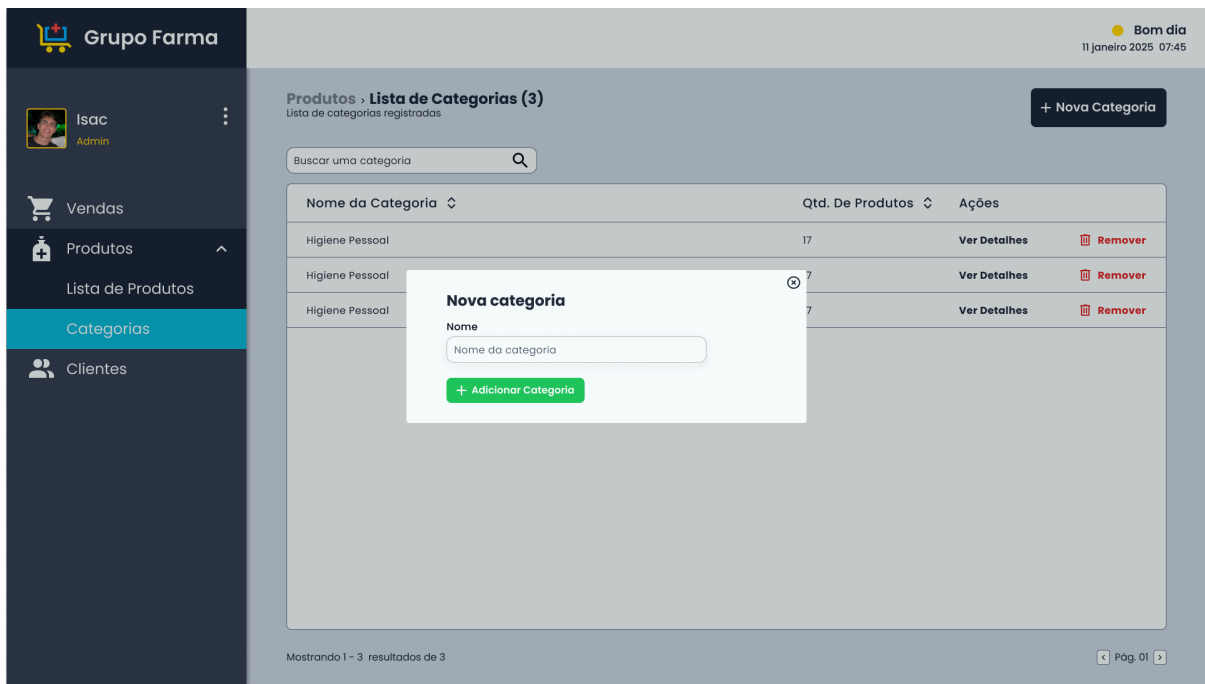 Grupo Farma
Bom dia
11 janeiro 2025 07:45
Isac
Admin
Vendas
Produtos
Lista de Produtos
Categorias
Clientes
Produtos › Lista de Categorias (3)
Lista de categorias registradas
+ Nova Categoria
Buscar uma categoria
Nome da Categoria Qtd. De Produtos Ações
Higiene Pessoal 17 Ver Detalhes Remover
Higiene Pessoal 7 Ver Detalhes Remover
Higiene Pessoal 7 Ver Detalhes Remover
Nova categoria
Nome
Nome da categoria
+ Adicionar Categoria
Mostrando 1 - 3 resultados de 3
‹ Pág. 01 ›